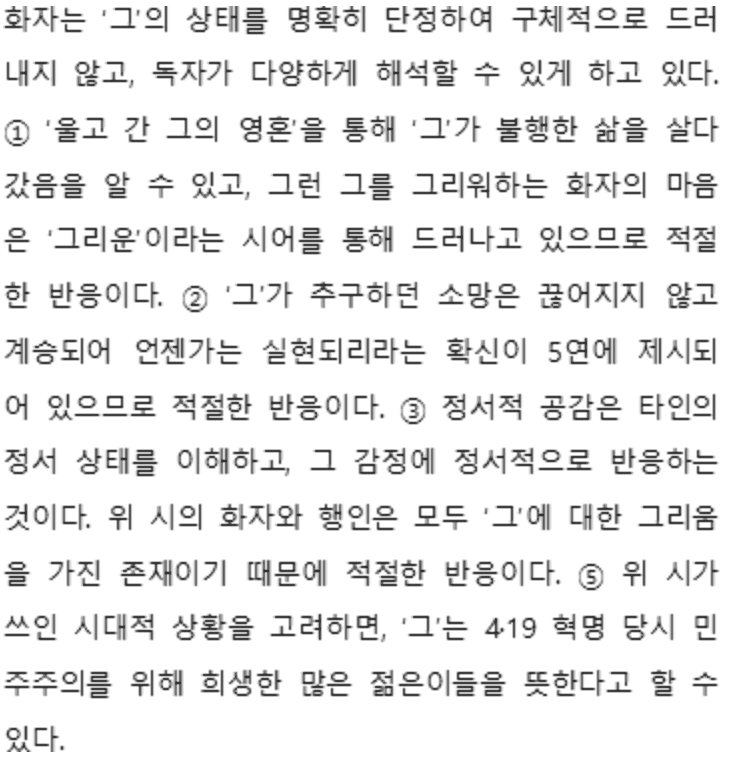 화자는 ‘그’의 상태를 명확히 단정하여 구체적으로 드러
내지 않고, 독자가 다양하게 해석할 수 있게 하고 있다.
① ‘울고 간 그의 영혼’을 통해 ‘그’가 불행한 삶을 살다
갔음을 알 수 있고, 그런 그를 그리워하는 화자의 마음
은 ‘그리운’이라는 시어를 통해 드러나고 있으므로 적절
한 반응이다. ② ‘그’가 추구하던 소망은 끊어지지 않고
계승되어 언젠가는 실현되리라는 확신이 5연에 제시되
어 있으므로 적절한 반응이다. ③ 정서적 공감은 타인의
정서 상태를 이해하고, 그 감정에 정서적으로 반응하는
것이다. 위 시의 화자와 행인은 모두 ‘그’에 대한 그리움
을 가진 존재이기 때문에 적절한 반응이다. ⑤ 위 시가
쓰인 시대적 상황을 고려하면, ‘그’는 4·19 혁명 당시 민
주주의를 위해 희생한 많은 젊은이들을 뜻한다고 할 수
있다.